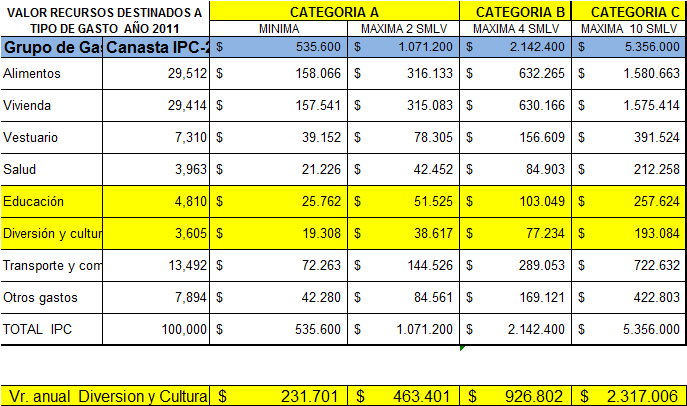 VALOR RECURSOS DESTINADOS A TIPO DE GASTO AÑO 2011 CATEGORIA A CATEGORIA B CATEGORIA C
MINIMA MAXIMA 2 SMLV MAXIMA 4 SMLV MAXIMA 10 SMLV
Grupo de Ga Canasta IPC-2 $ 535.600 $ 1.071.200 $ 2.142.400 $ 5.356.000
Alimentos 29,512 $ 158.066 $ 316.133 $ 632.265 $ 1.580.663
Vivienda 29,414 $ 157.541 $ 315.083 $ 630.166 $ 1.575.414
Vestuario 7,310 $ 39.152 $ 78.305 $ 156.609 $ 391.524
Salud 3,963 $ 21.226 $ 42.452 $ 84.903 $ 212.258
Educación 4,810 $ 25.762 $ 51.525 $ 103.049 $ 257.624
Diversión y cultur 3,605 $ 19.308 $ 38.617 $ 77.234 $ 193.084
Transporte y com 13,492 $ 72.263 $ 144.526 $ 289.053 $ 722.632
Otros gastos 7,894 $ 42.280 $ 84.561 $ 169.121 $ 422.803
TOTAL IPC 100,000 $ 535.600 $ 1.071.200 $ 2.142.400 $ 5.356.000
Vr. anual Diversion y Cultura $ 231.701 $ 463.401 $ 926.802 $ 2.317.006